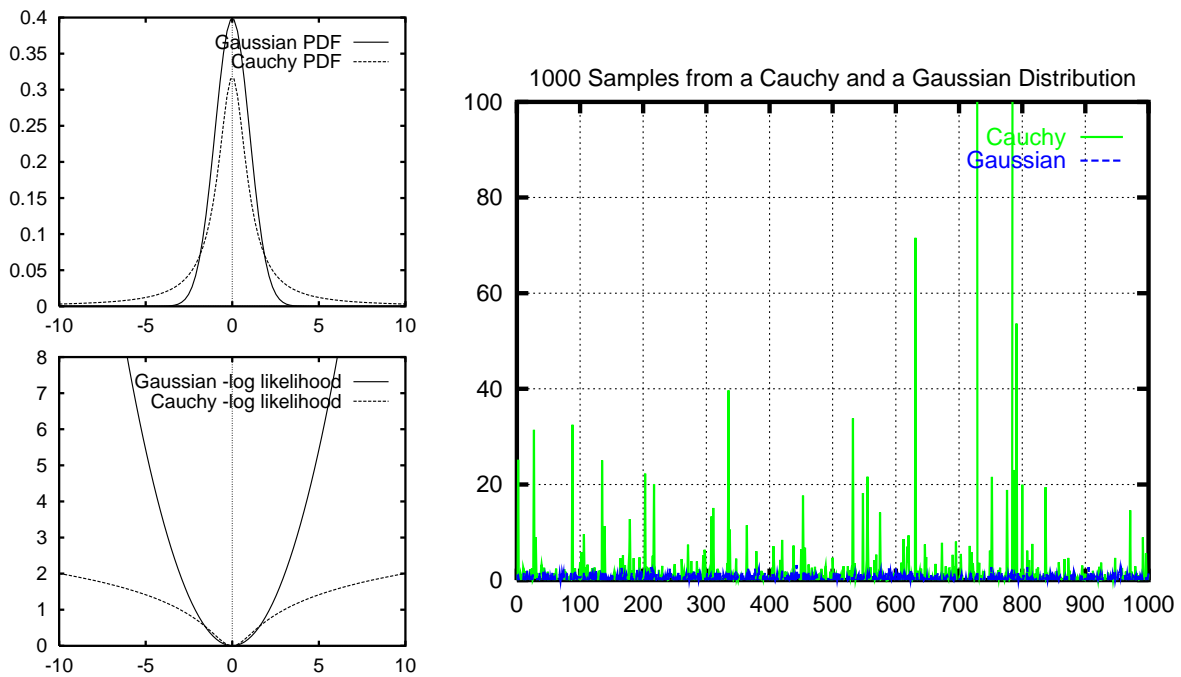 0.4
0.35
0.3
0.25
0.2
0.15
0.1
0.05
0
Gaussian PDF
Cauchy PDF
-10 -5 0 5 10
8
7
6
5
4
3
2
1
0
Gaussian -log likelihood
Cauchy -log likelihood
-10 -5 0 5 10
1000 Samples from a Cauchy and a Gaussian Distribution
100
80
60
40
20
0
Cauchy
Gaussian
0 100 200 300 400 500 600 700 800 900 1000